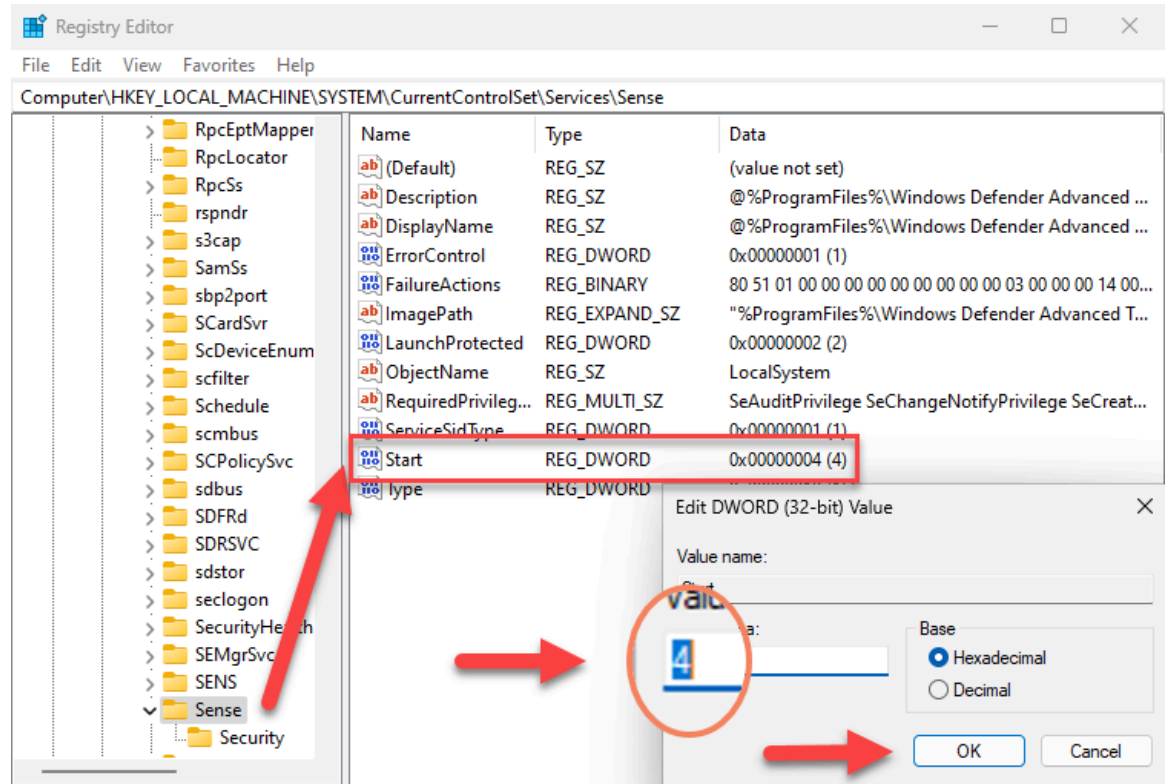 Registry Editor
File Edit View Favorites Help
Computer\HKEY_LOCAL_MACHINE\SYSTEM\CurrentControlSet\Services\Sense
RpcEptMapper
RpcLocator
RpcSs
rspndr
s3cap
SamSs
sbp2port
SCardSvr
ScDeviceEnum
scfilter
Schedule
scmbus
SCPolicySvc
sdbus
SDFRd
SDRSVC
sdstor
seclogon
SEMgrSvc
SENS
Sense
Security
Name Type Data
(Default) REG_SZ (value not set)
Description REG_SZ @%ProgramFiles%\Windows Defender Advanced ...
DisplayName REG_SZ @%ProgramFiles%\Windows Defender Advanced ...
ErrorControl REG_DWORD 0x00000001 (1)
FailureActions REG_BINARY 80 51 01 00 00 00 00 00 00 00 00 00 03 00 00 00 14 00...
ImagePath REG_EXPAND_SZ "%ProgramFiles%\Windows Defender Advanced T...
LaunchProtected REG_DWORD 0x00000002 (2)
ObjectName REG_SZ LocalSystem
RequiredPrivileg... REG_MULTI_SZ SeAuditPrivilege SeChangeNotifyPrivilege SeCreat...
ServiceSidType REG_DWORD 0x00000001 (1)
Start REG_DWORD 0x00000004 (4)
Type REG_DWORD
Edit DWORD (32-bit) Value
Value name:
4
Base
Hexadecimal
Decimal
OK Cancel